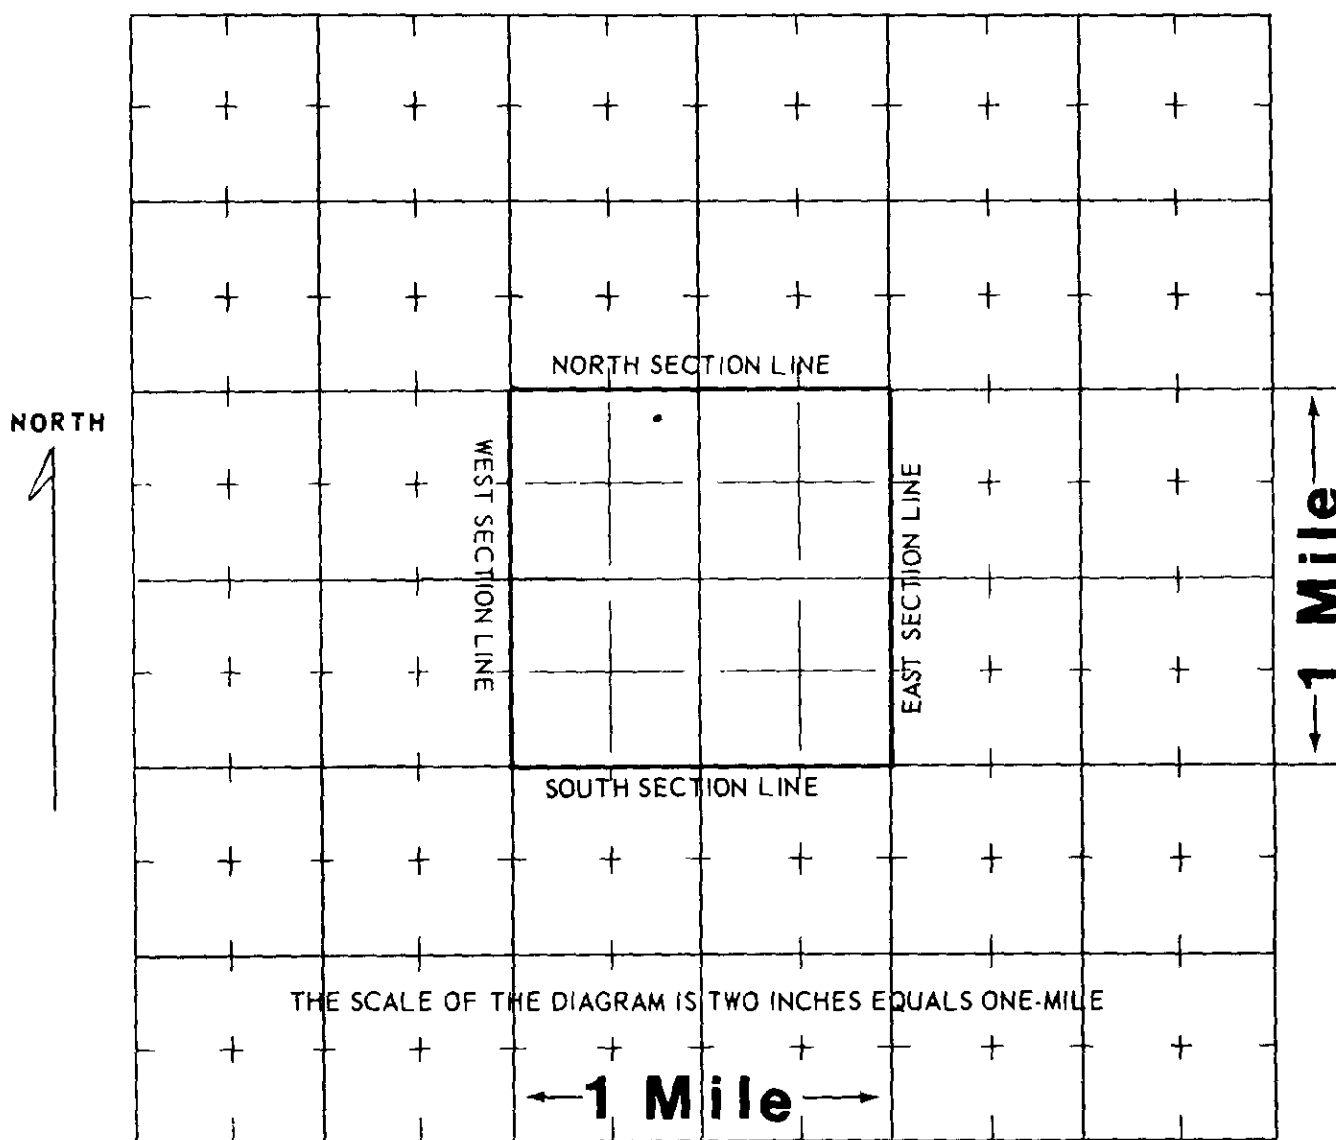 NORTH SECTION LINE
NORTH
WEST SECTION LINE
EAST SECTION LINE
1 Mile
SOUTH SECTION LINE
THE SCALE OF THE DIAGRAM IS TWO INCHES EQUALS ONE-MILE
1 Mile